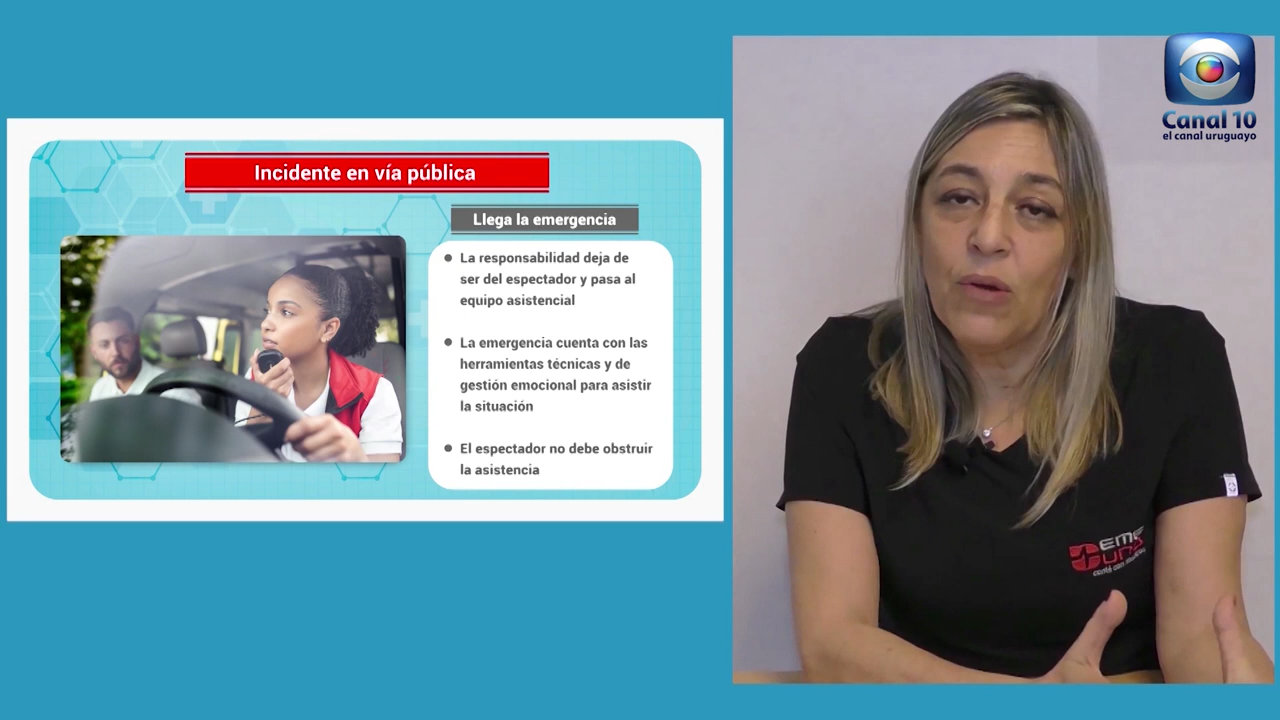 Incidente en vía pública
Llega la emergencia
La responsabilidad deja de
ser del espectador y pasa al
equipo asistencial
La emergencia cuenta con las
herramientas técnicas y de
gestión emocional para asistir
la situación
El espectador no debe obstruir
la asistencia
Canal 10
el canal uruguayo